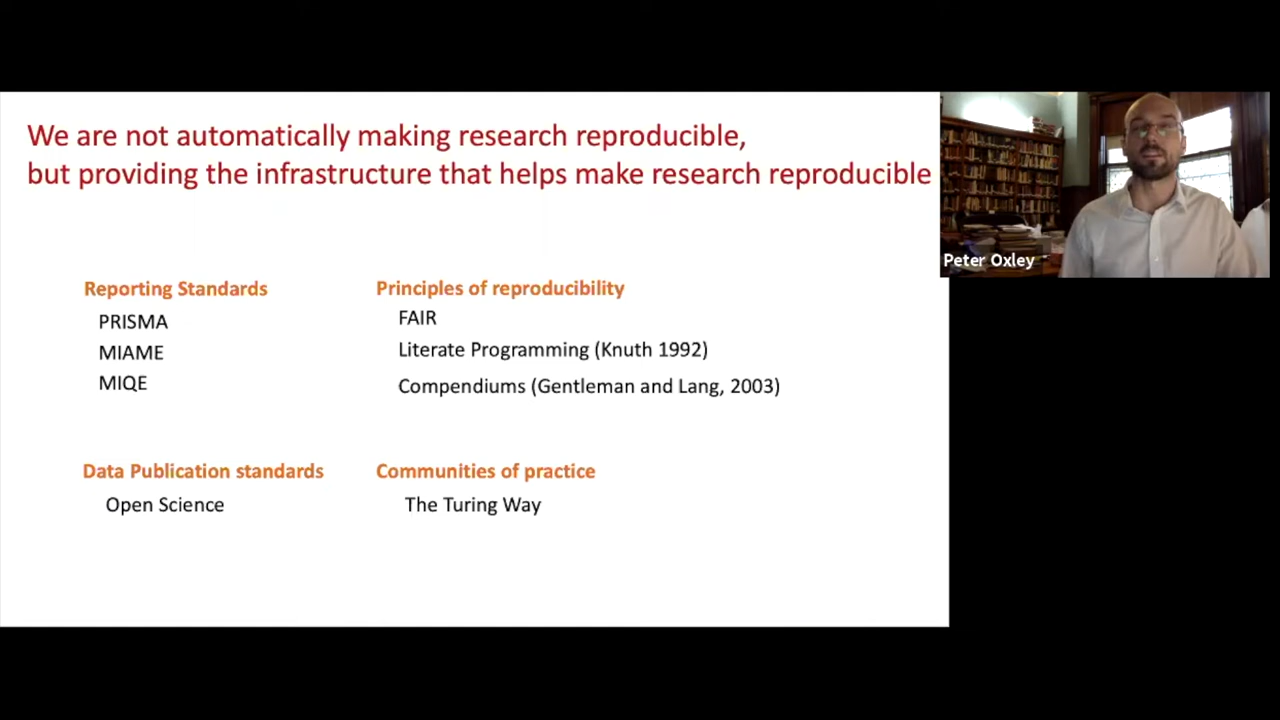 We are not automatically making research reproducible,
but providing the infrastructure that helps make research reproducible
Peter Oxley
Reporting Standards
PRISMA
MIAME
MIQE
Principles of reproducibility
FAIR
Literate Programming (Knuth 1992)
Compendiums (Gentleman and Lang, 2003)
Data Publication standards
Open Science
Communities of practice
The Turing Way